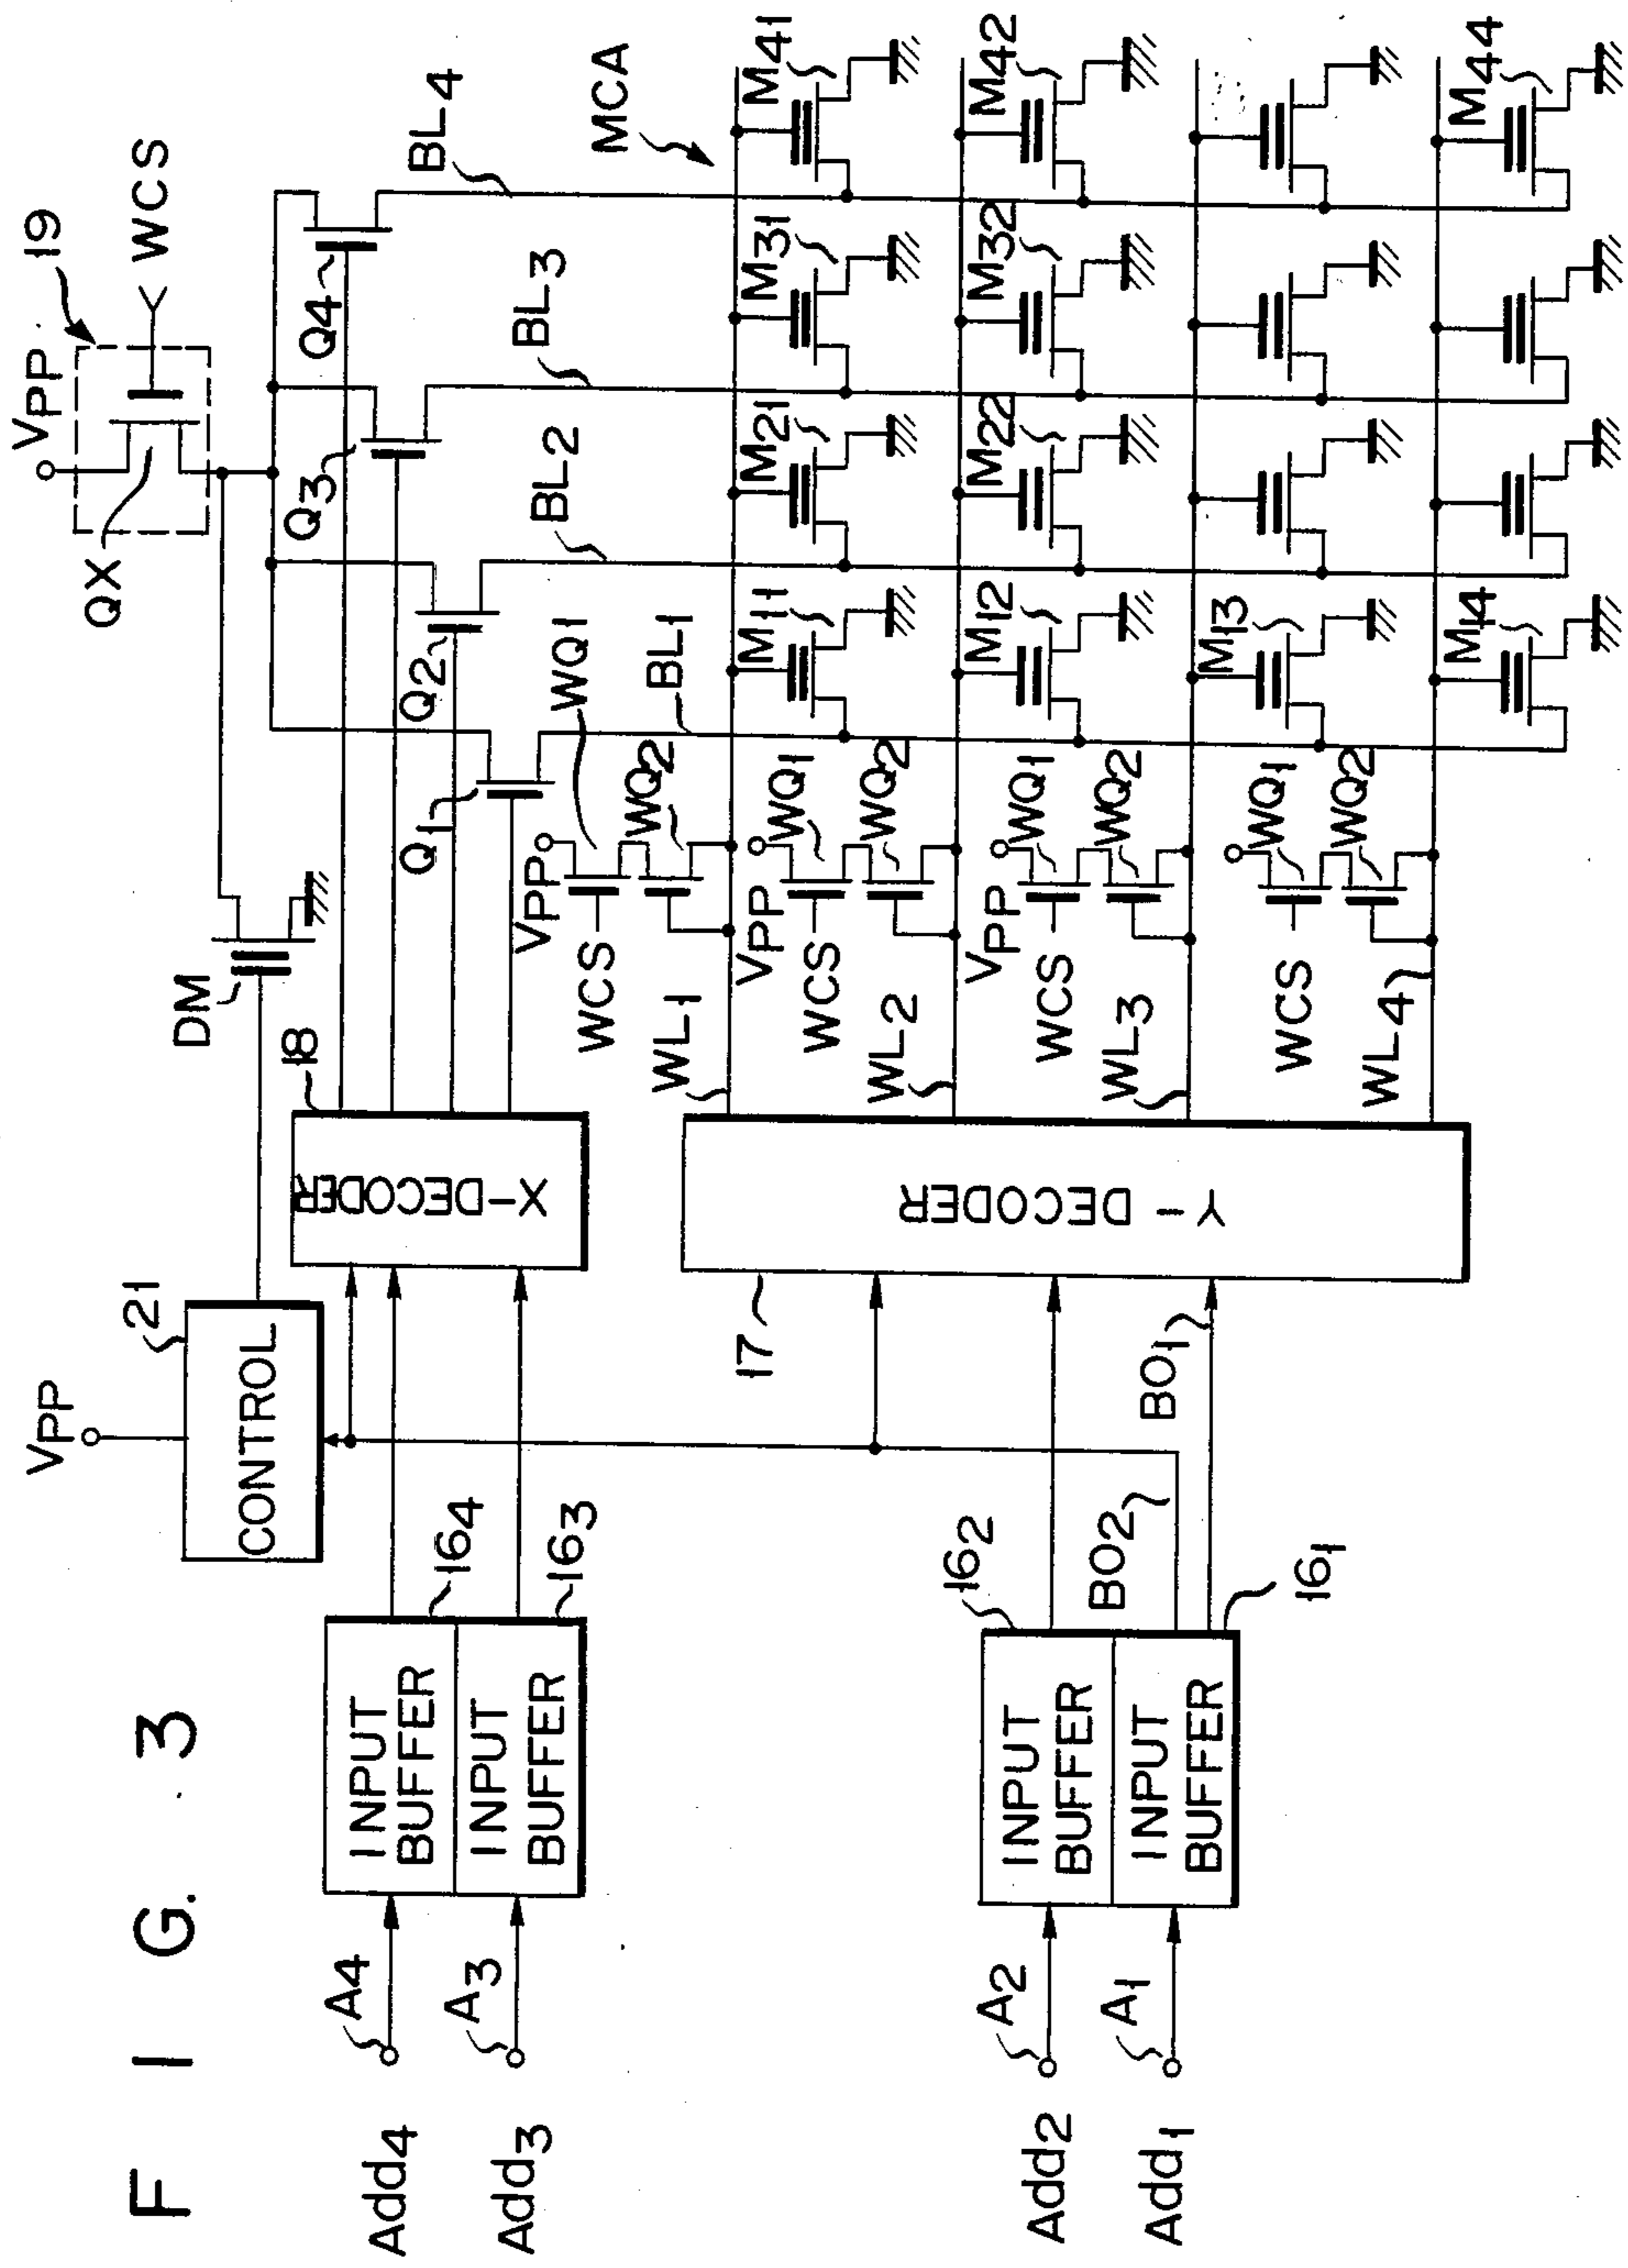 FIG. 3
VPP
19
WCS
QX
VPP
21
CONTROL
DM
18
X-DECODER
Q4
Q3
Q2
Q1
BL4
BL3
BL2
BL1
MCA
Add4
A4
INPUT BUFFER
164
Add3
A3
INPUT BUFFER
163
VPP
WQ1
WCS
WQ2
WL1
M11
M21
M31
M41
VPP
WQ1
WCS
WQ2
WL2
M12
M22
M32
M42
VPP
WQ1
WCS
WQ2
WL3
M13
WQ1
WCS
WQ2
WL4
M14
M44
17
Y-DECODER
Add2
A2
INPUT BUFFER
162
BO2
BO1
Add1
A1
INPUT BUFFER
161